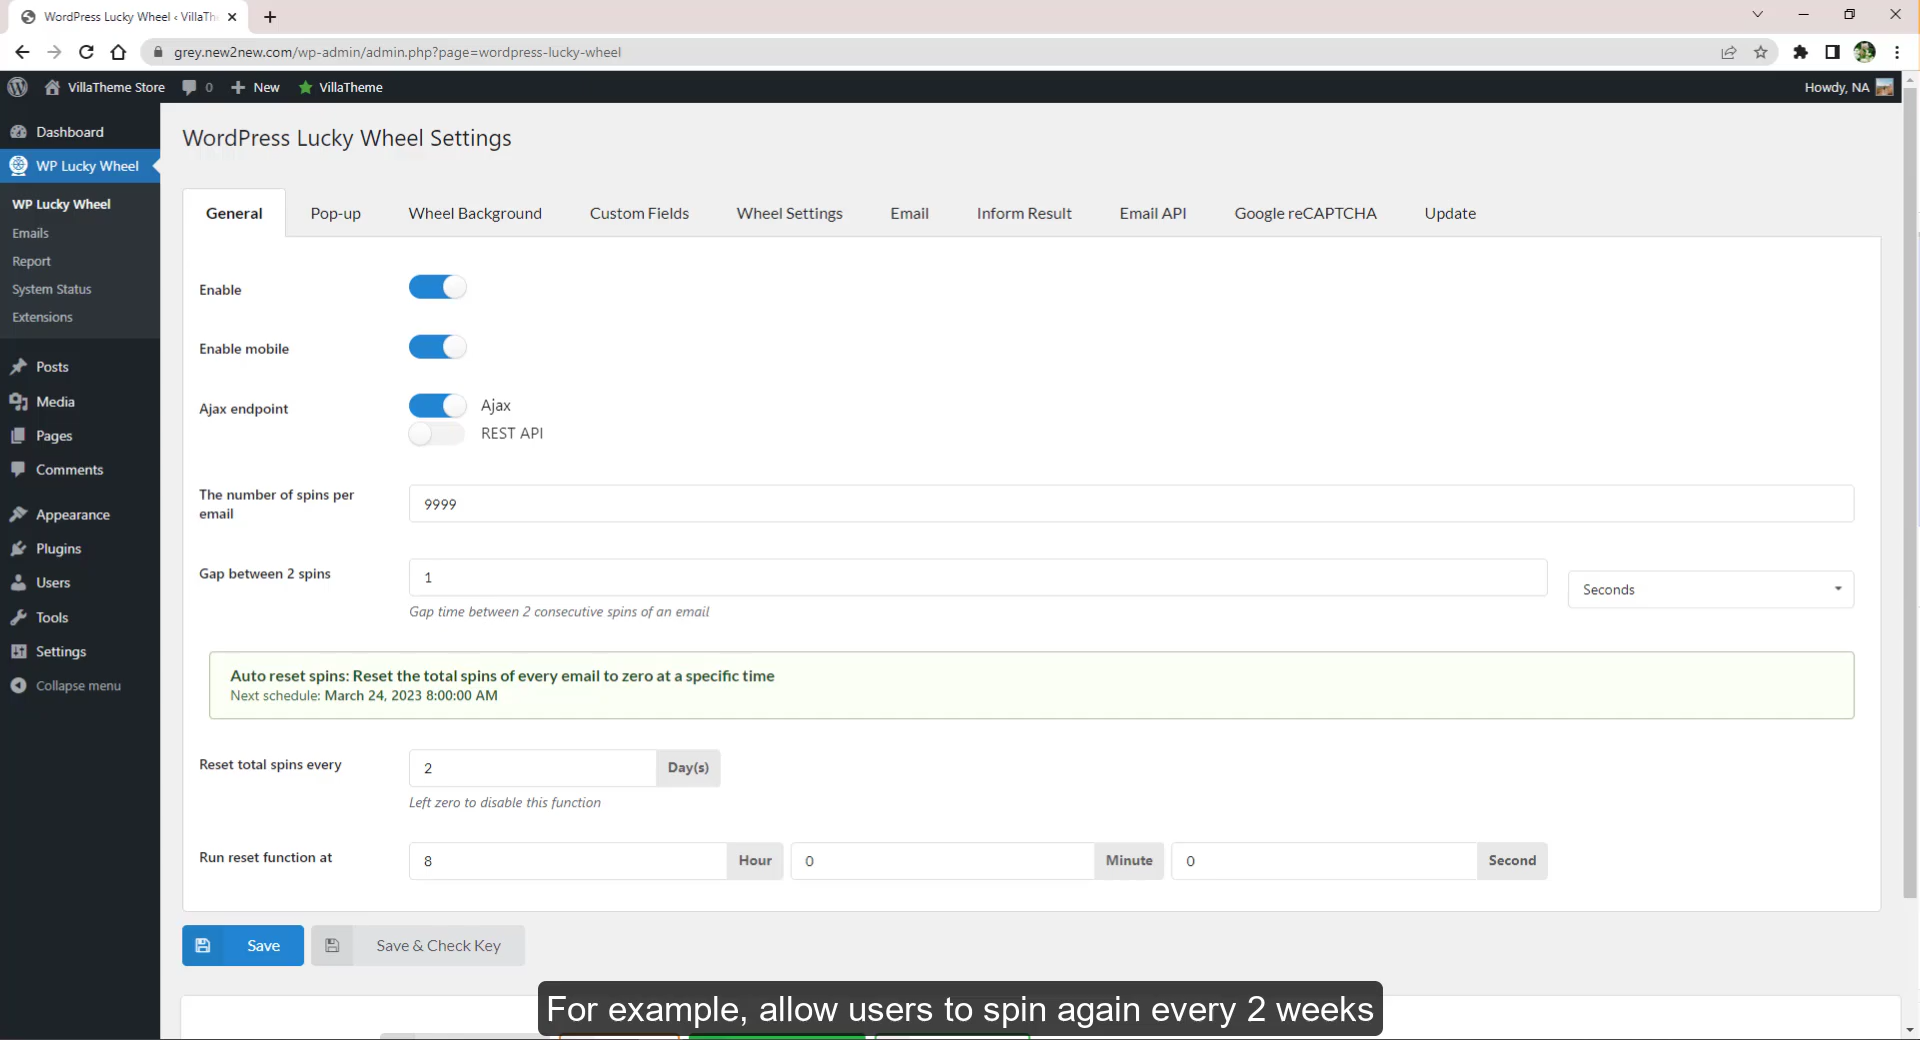 WordPress Lucky Wheel ‹ VillaTh
grey.new2new.com/wp-admin/admin.php?page=wordpress-lucky-wheel
VillaTheme Store
0
New
VillaTheme
Howdy, NA
Dashboard
WP Lucky Wheel
WP Lucky Wheel
Emails
Report
System Status
Extensions
Posts
Media
Pages
Comments
Appearance
Plugins
Users
Tools
Settings
Collapse menu
WordPress Lucky Wheel Settings
General
Pop-up
Wheel Background
Custom Fields
Wheel Settings
Email
Inform Result
Email API
Google reCAPTCHA
Update
Enable
Enable mobile
Ajax endpoint
Ajax
REST API
The number of spins per
email
9999
Gap between 2 spins
1
Seconds
Gap time between 2 consecutive spins of an email
Auto reset spins: Reset the total spins of every email to zero at a specific time
Next schedule: March 24, 2023 8:00:00 AM
Reset total spins every
2
Day(s)
Left zero to disable this function
Run reset function at
8
Hour
0
Minute
0
Second
Save
Save & Check Key
For example, allow users to spin again every 2 weeks